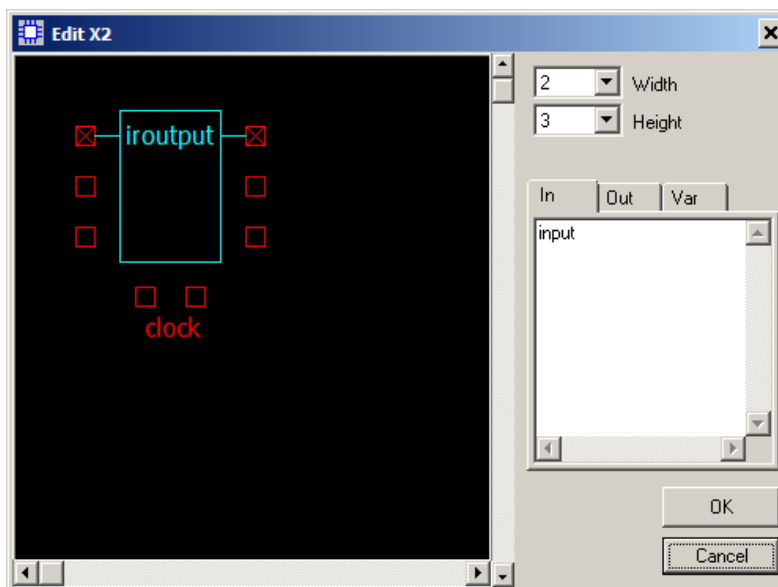 Edit X2
iroutput
clock
2 Width
3 Height
In Out Var
input
OK
Cancel